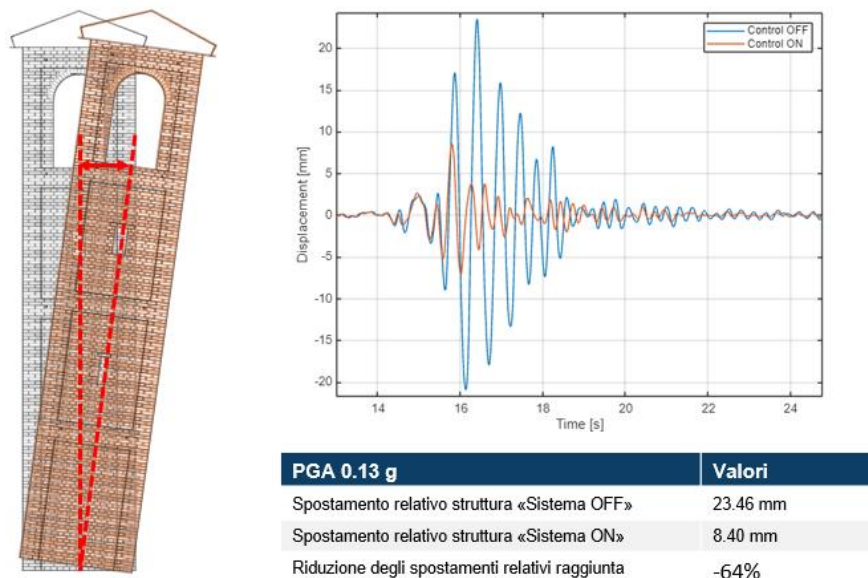 Control OFF
Control ON
20
15
10
5
0
-5
-10
-15
-20
Displacement [mm]
14 16 18 20 22 24
Time [s]
PGA 0.13 g Valori
Spostamento relativo struttura «Sistema OFF» 23.46 mm
Spostamento relativo struttura «Sistema ON» 8.40 mm
Riduzione degli spostamenti relativi raggiunta -64%